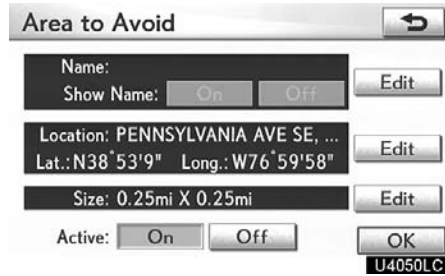 Area to Avoid
Name:
Show Name: On Off
Edit
Location: PENNSYLVANIA AVE SE, ...
Lat.:N38°53'9" Long.:W76°59'58"
Edit
Size: 0.25mi X 0.25mi
Edit
Active: On Off
OK
U4050LC